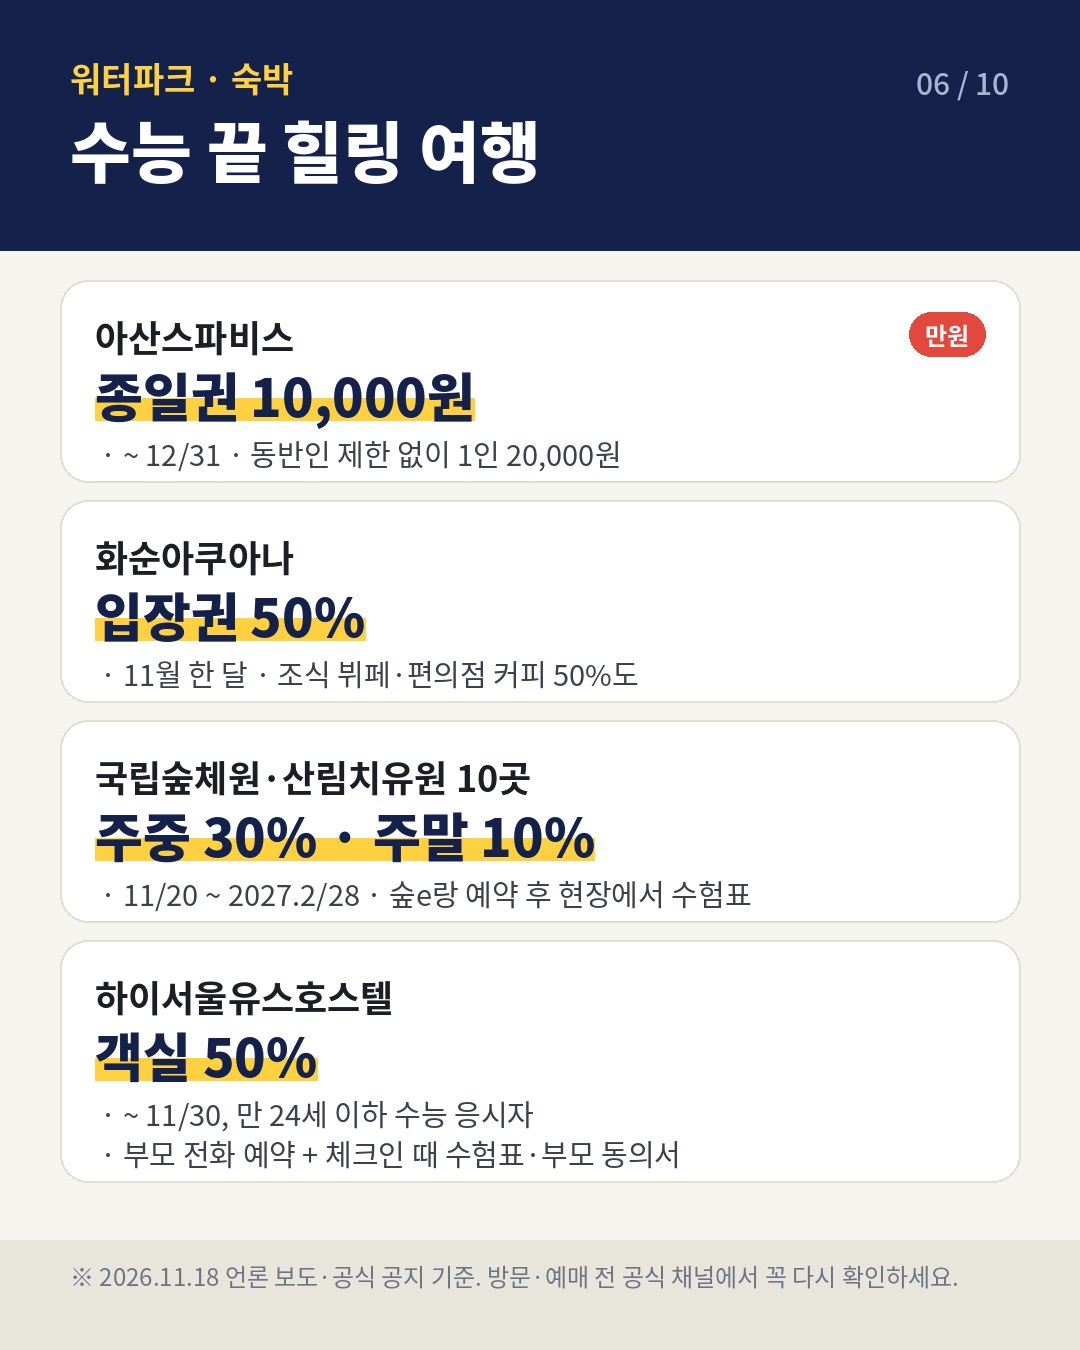 워터파크 · 숙박
06 / 10
수능 끝 힐링 여행
아산스파비스
만원
종일권 10,000원
· ~ 12/31 · 동반인 제한 없이 1인 20,000원
화순아쿠아나
입장권 50%
· 11월 한 달 · 조식 뷔페·편의점 커피 50%도
국립숲체원·산림치유원 10곳
주중 30% · 주말 10%
· 11/20 ~ 2027.2/28 · 숲e랑 예약 후 현장에서 수험표
하이서울유스호스텔
객실 50%
· ~ 11/30, 만 24세 이하 수능 응시자
· 부모 전화 예약 + 체크인 때 수험표·부모 동의서
※ 2026.11.18 언론 보도·공식 공지 기준. 방문·예매 전 공식 채널에서 꼭 다시 확인하세요.